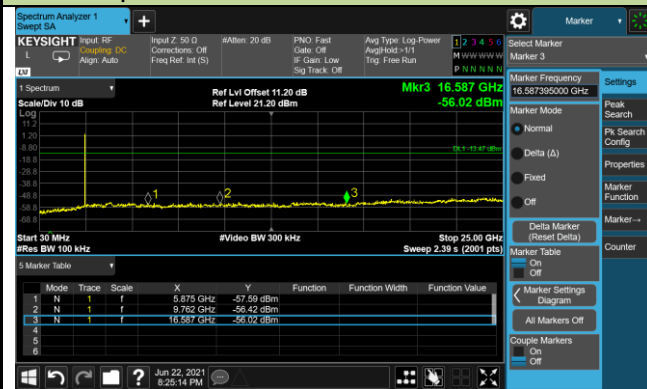 Spectrum Analyzer 1
Swept SA
Marker
KEYSIGHT
L
Input: RF
Coupling: DC
Align: Auto
Input Z: 50 Ω
Corrections: Off
Freq Ref: Int (S)
#Atten: 20 dB
PNO: Fast
Gate: Off
IF Gain: Low
Sig Track: Off
Avg Type: Log-Power
Avg|Hold:>1/1
Trig: Free Run
1 2 3 4 5 6
M W W W W W
P N N N N N
Select Marker
Marker 3
1 Spectrum
Scale/Div 10 dB
Log
Ref Lvl Offset 11.20 dB
Ref Level 21.20 dBm
Mkr3 16.587 GHz
-56.02 dBm
11.2
1.20
-8.80
-18.8
-28.8
-38.8
-48.8
-58.8
-68.8
DL1 -13.47 dBm
1
2
3
Start 30 MHz
#Res BW 100 kHz
#Video BW 300 kHz
Stop 25.00 GHz
Sweep 2.39 s (2001 pts)
5 Marker Table
Mode Trace Scale X Y Function Function Width Function Value
1 N 1 f 5.875 GHz -57.59 dBm
2 N 1 f 9.762 GHz -56.42 dBm
3 N 1 f 16.587 GHz -56.02 dBm
4
5
6
Marker Frequency
16.587395000 GHz
Marker Mode
Normal
Delta (Δ)
Fixed
Off
Delta Marker
(Reset Delta)
Marker Table
On
Off
Marker Settings
Diagram
All Markers Off
Couple Markers
On
Off
Settings
Peak
Search
Pk Search
Config
Properties
Marker
Function
Marker→
Counter
?
Jun 22, 2021
8:25:14 PM